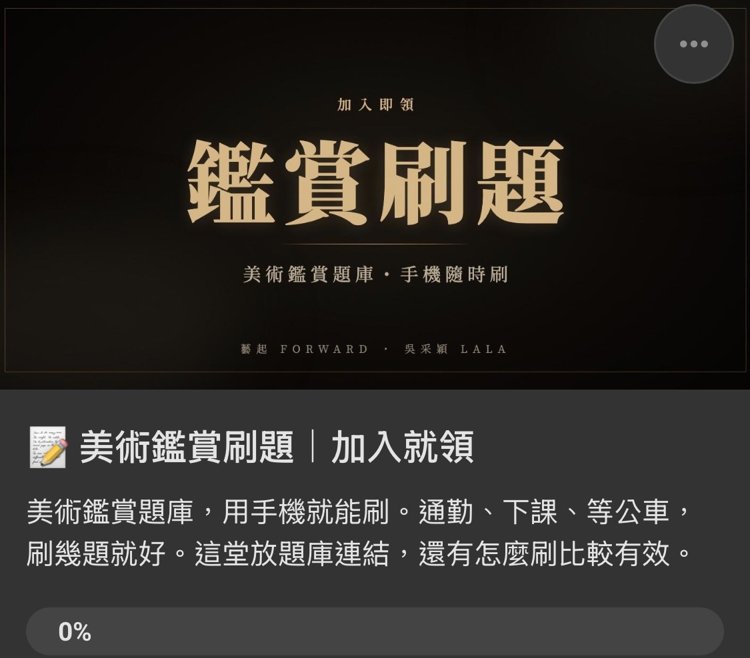 加入即領
鑑賞刷題
美術鑑賞題庫・手機隨時刷
藝起 FORWARD · 吳采穎 LALA
📝 美術鑑賞刷題｜加入就領
美術鑑賞題庫，用手機就能刷。通勤、下課、等公車，
刷幾題就好。這堂放題庫連結，還有怎麼刷比較有效。
0%